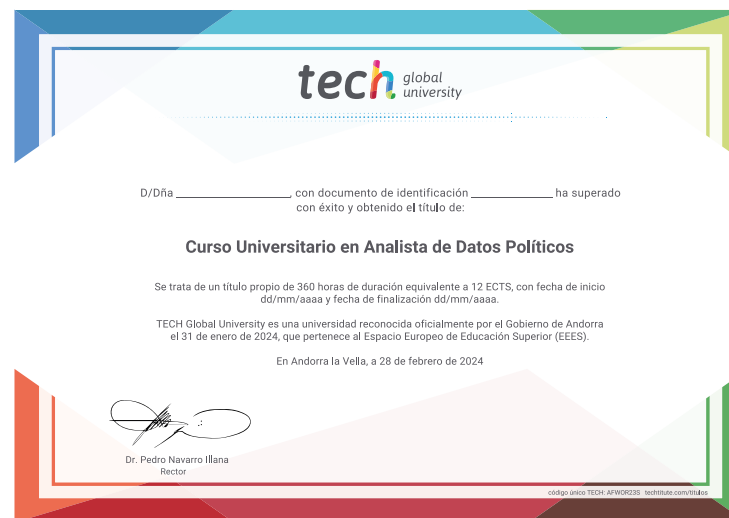 tech global university
D/Dña ____________________, con documento de identificación ______________ ha superado
con éxito y obtenido el título de:
Curso Universitario en Analista de Datos Políticos
Se trata de un título propio de 360 horas de duración equivalente a 12 ECTS, con fecha de inicio
dd/mm/aaaa y fecha de finalización dd/mm/aaaa.
TECH Global University es una universidad reconocida oficialmente por el Gobierno de Andorra
el 31 de enero de 2024, que pertenece al Espacio Europeo de Educación Superior (EEES).
En Andorra la Vella, a 28 de febrero de 2024
Dr. Pedro Navarro Illana
Rector
código único TECH: AFWOR23S techtitute.com/titulos